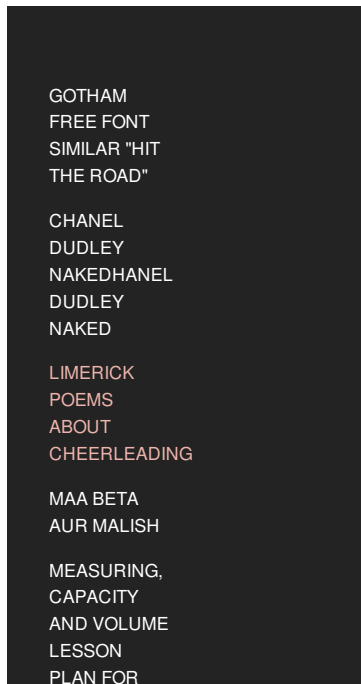 GOTHAM
FREE FONT
SIMILAR "HIT
THE ROAD"
CHANEL
DUDLEY
NAKEDHANEL
DUDLEY
NAKED
LIMERICK
POEMS
ABOUT
CHEERLEADING
MAA BETA
AUR MALISH
MEASURING,
CAPACITY
AND VOLUME
LESSON
PLAN FOR